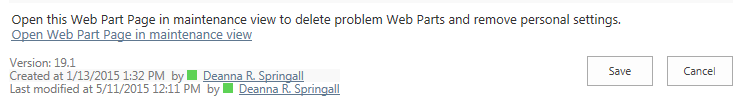 Open this Web Part Page in maintenance view to delete problem Web Parts and remove personal settings.
Open Web Part Page in maintenance view
Version: 19.1
Created at 1/13/2015 1:32 PM by Deanna R. Springall
Last modified at 5/11/2015 12:11 PM by Deanna R. Springall
Save
Cancel